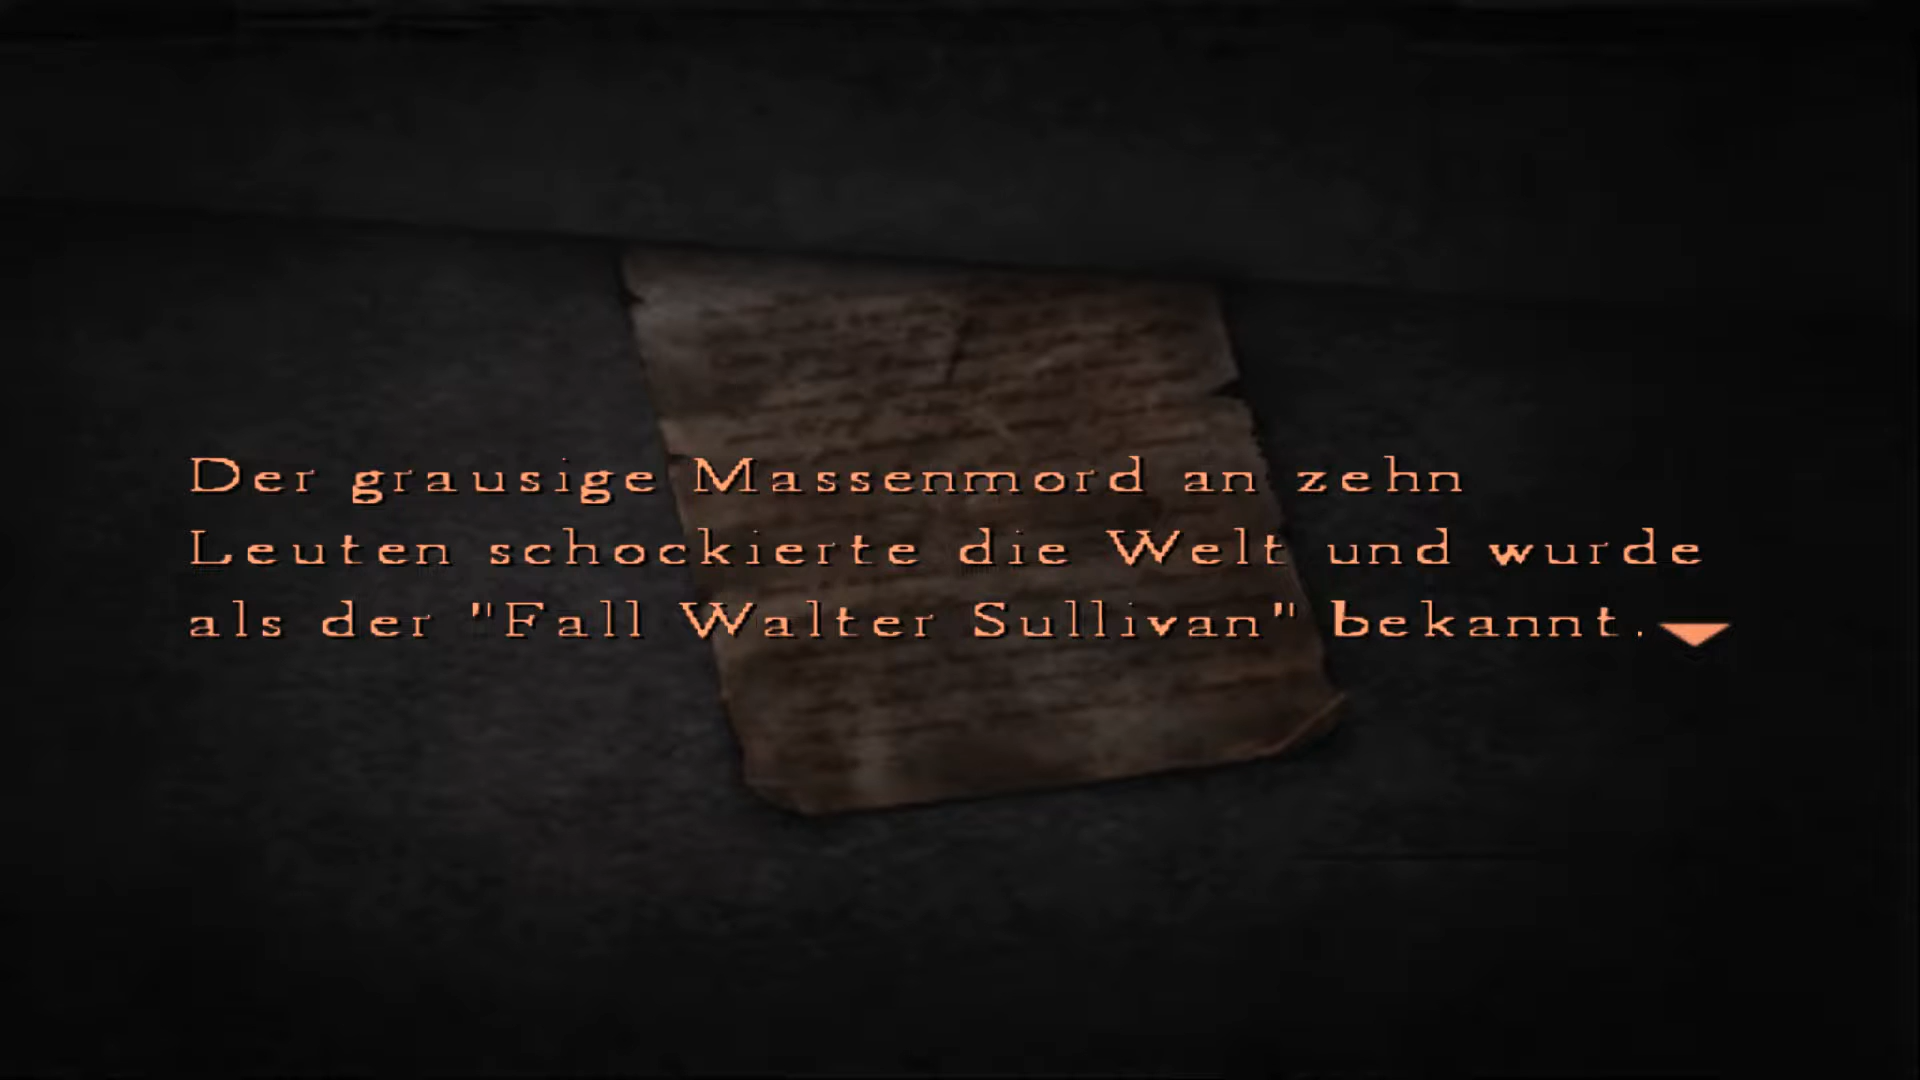 Der grausige Massenmord an zehn
Leuten schockierte die Welt und wurde
als der "Fall Walter Sullivan" bekannt.